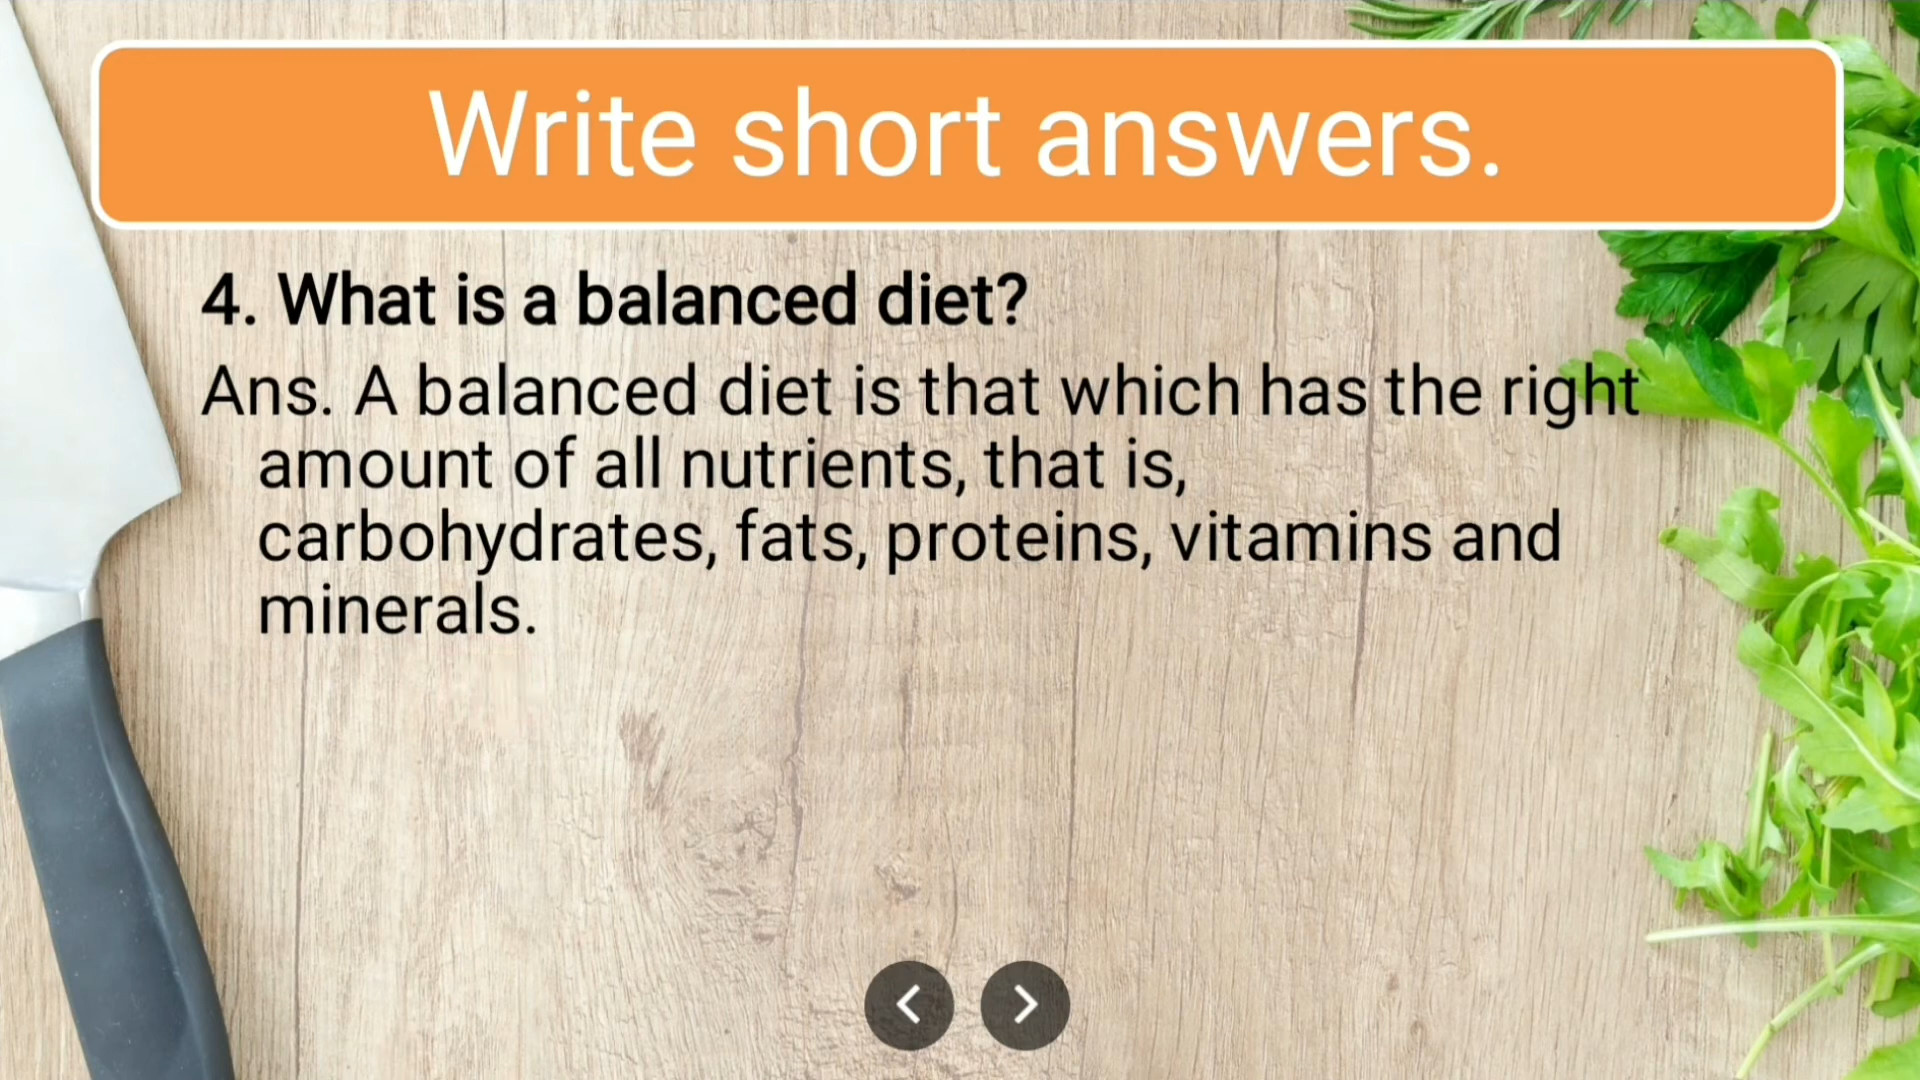 Write short answers.
4. What is a balanced diet?
Ans. A balanced diet is that which has the right
amount of all nutrients, that is,
carbohydrates, fats, proteins, vitamins and
minerals.